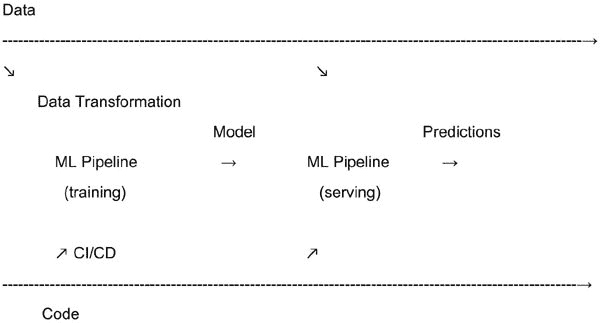 Data
--------------------------------------------------------------------------------------------------------------------→
↘ ↘
Data Transformation
Model Predictions
ML Pipeline → ML Pipeline →
(training) (serving)
↗ CI/CD ↗
--------------------------------------------------------------------------------------------------------------------→
Code